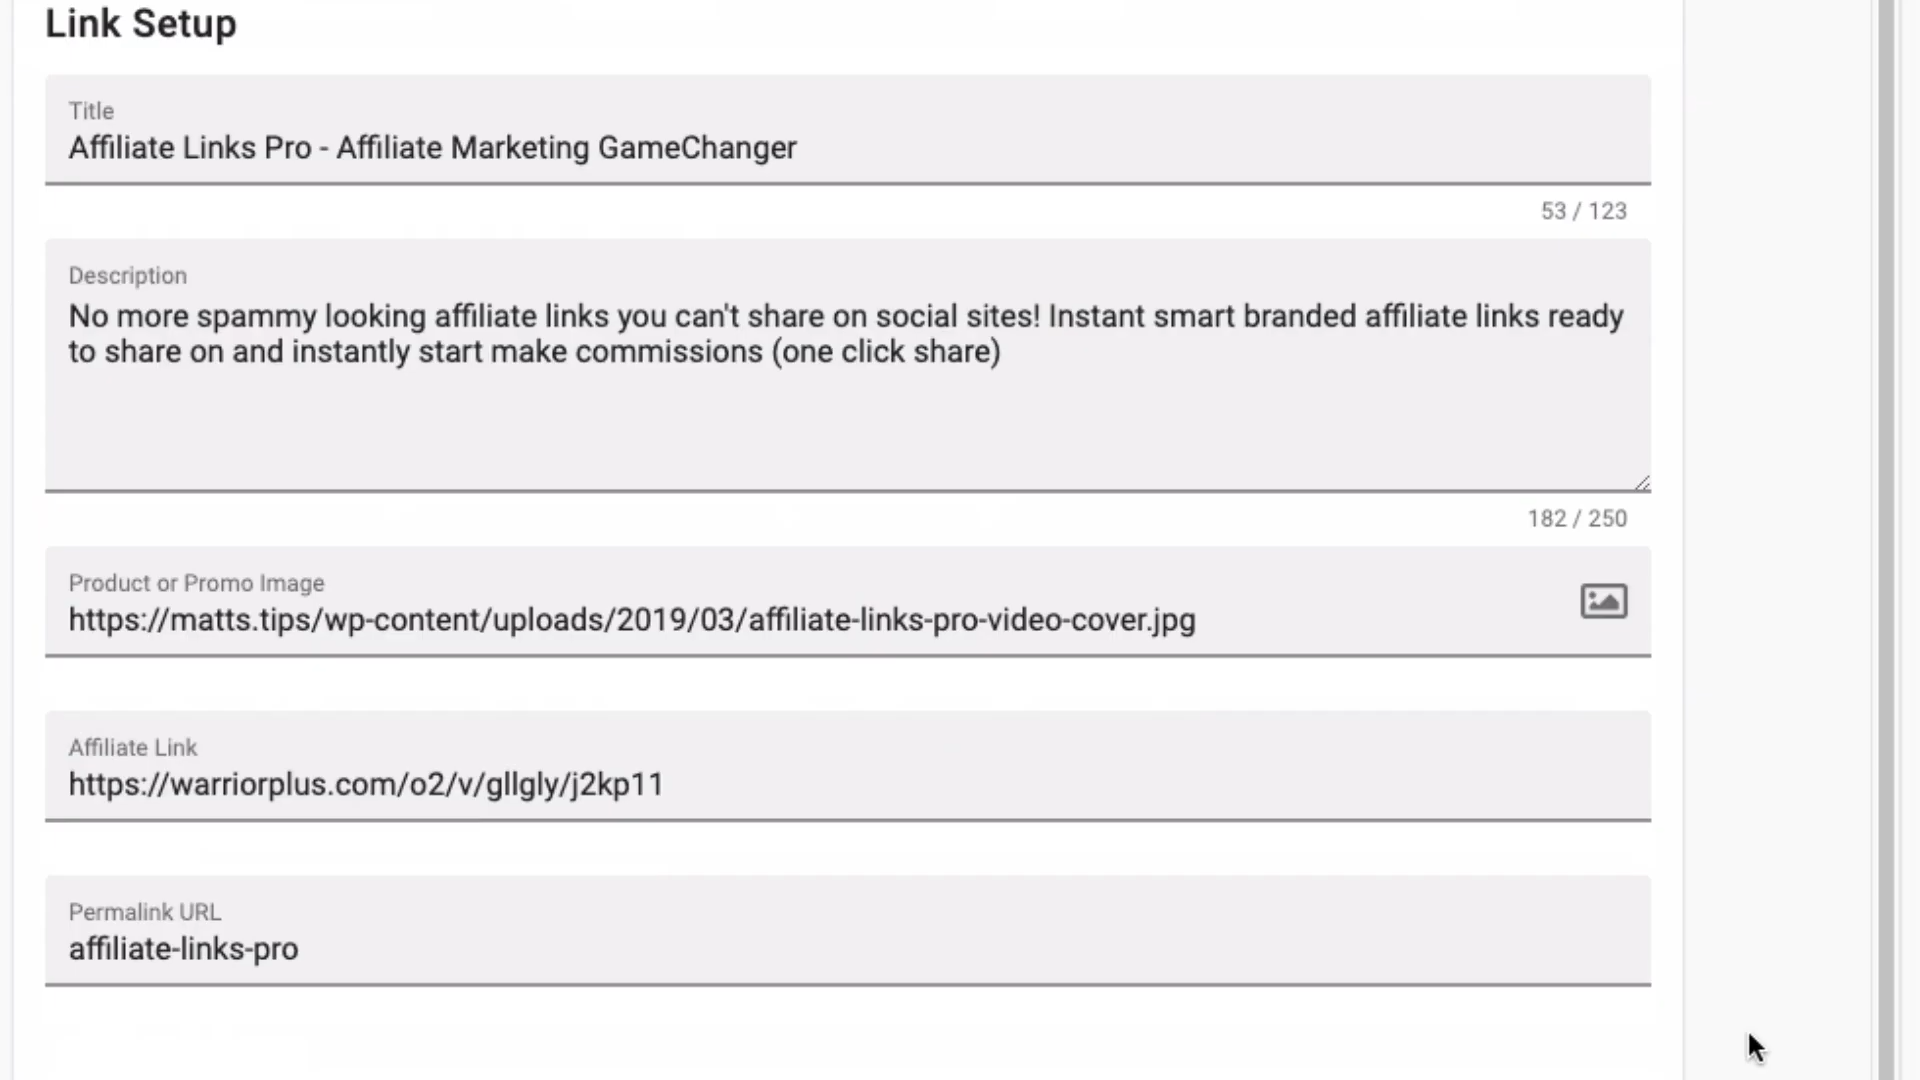 Link Setup
Title
Affiliate Links Pro - Affiliate Marketing GameChanger
53 / 123
Description
No more spammy looking affiliate links you can't share on social sites! Instant smart branded affiliate links ready
to share on and instantly start make commissions (one click share)
182 / 250
Product or Promo Image
https://matts.tips/wp-content/uploads/2019/03/affiliate-links-pro-video-cover.jpg
Affiliate Link
https://warriorplus.com/o2/v/gllgly/j2kp11
Permalink URL
affiliate-links-pro